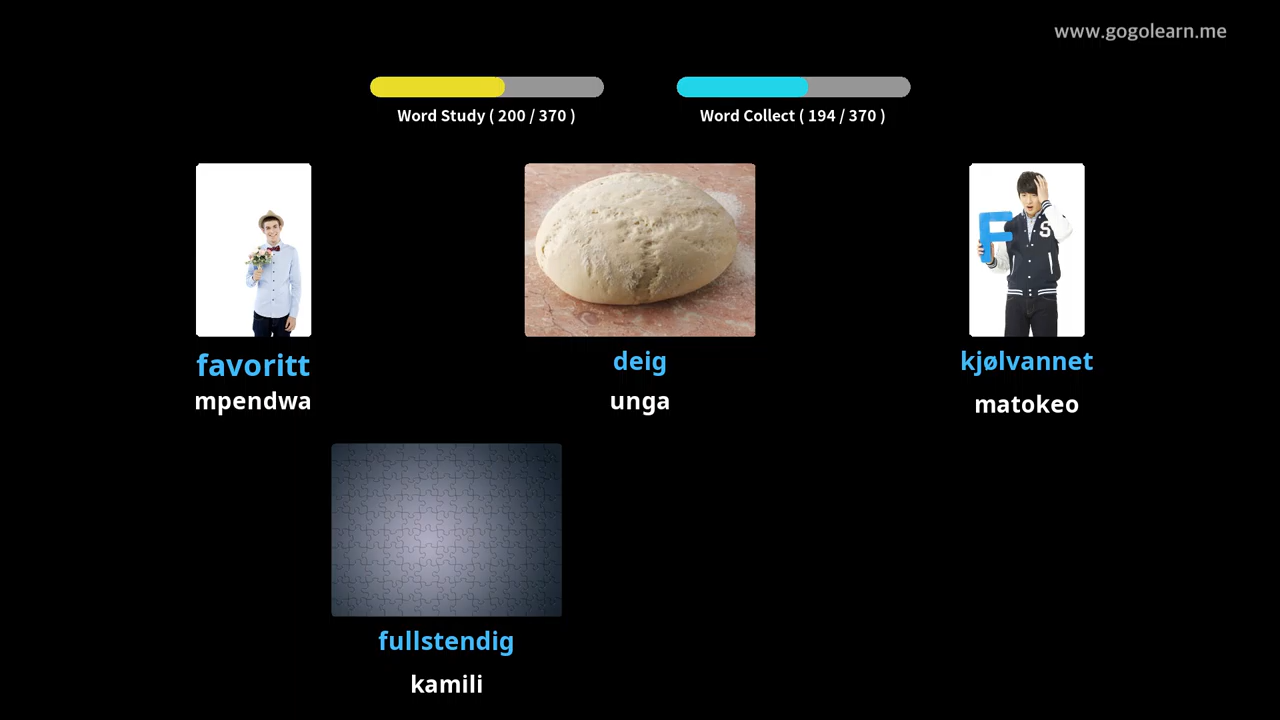 www.gogolearn.me
Word Study ( 200 / 370 )
Word Collect ( 194 / 370 )
F
S
favoritt
mpendwa
deig
unga
kjølvannet
matokeo
fullstendig
kamili